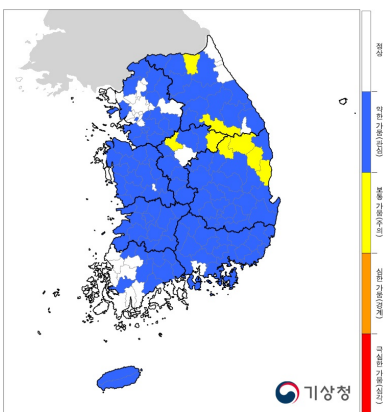 정상
약한 가뭄(관심)
보통 가뭄(주의)
심한 가뭄(경계)
극심한 가뭄(심각)
기상청